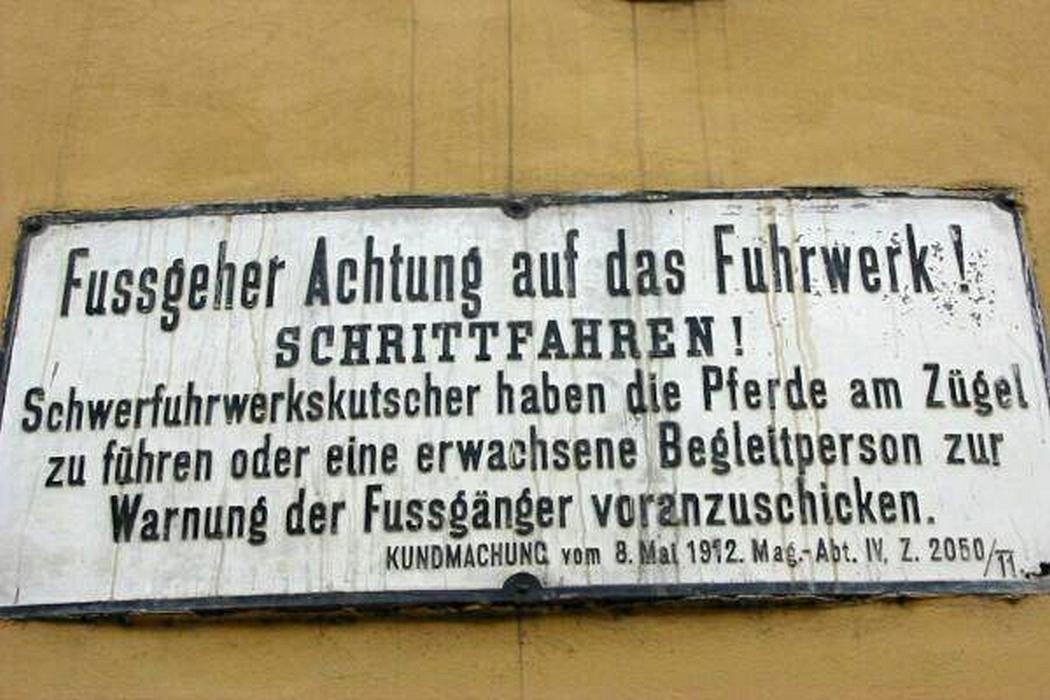 Fussgeher Achtung auf das Fuhrwerk!
SCHRITTFAHREN!
Schwerfuhrwerkskutscher haben die Pferde am Zügel
zu führen oder eine erwachsene Begleitperson zur
Warnung der Fussgänger voranzuschicken.
KUNDMACHUNG vom 8. Mai 1912. Mag.-Abt. IV, Z. 2060/11.